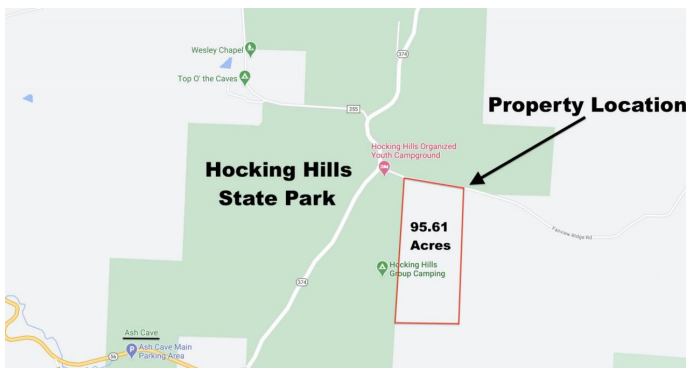 Wesley Chapel
Top O' the Caves
374
355
Property Location
Hocking Hills Organized
Youth Campground
Hocking Hills
State Park
95.61
Acres
Fairview Ridge Rd
Hocking Hills
Group Camping
374
Ash Cave
Ash Cave Main
Parking Area
56